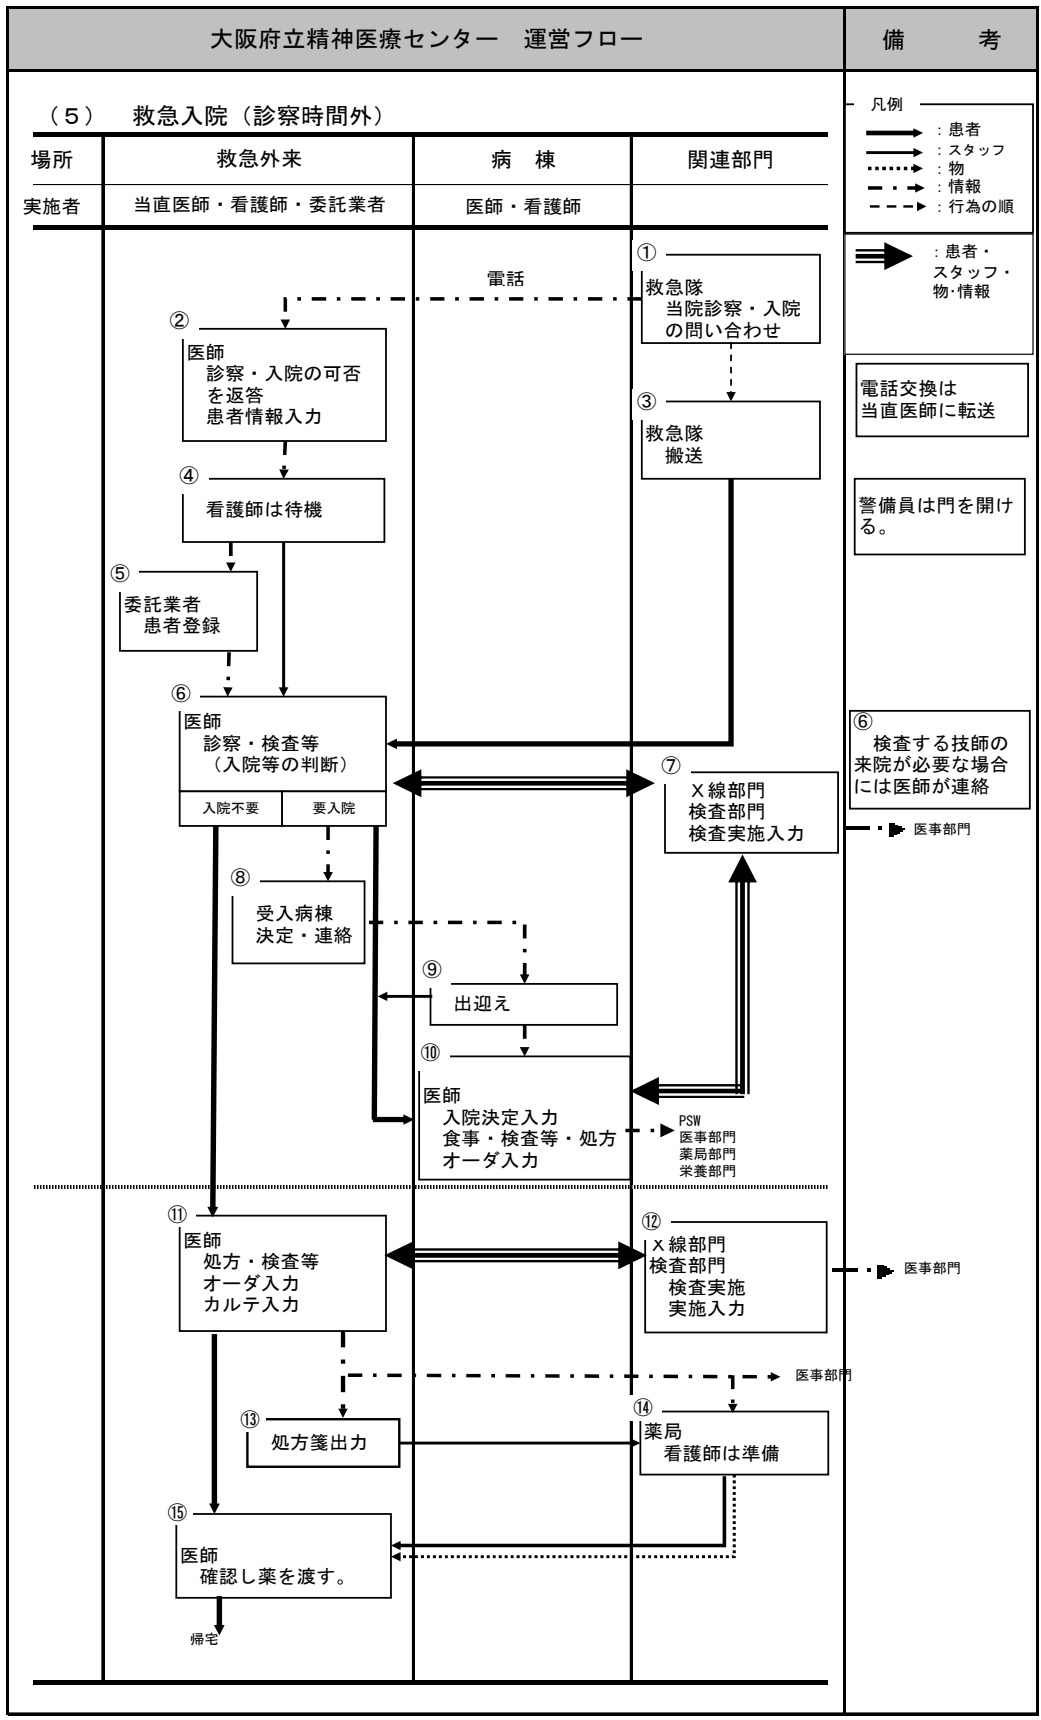 大阪府立精神医療センター　運営フロー
備　　　考
（５）　救急入院（診察時間外）
場所
救急外来
病　棟
関連部門
実施者
当直医師・看護師・委託業者
医師・看護師
凡例
：患者
：スタッフ
：物
：情報
：行為の順
：患者・
スタッフ・
物･情報
①
救急隊
当院診察・入院
の問い合わせ
電話
②
医師
診察・入院の可否
を返答
患者情報入力
電話交換は
当直医師に転送
③
救急隊
搬送
④
看護師は待機
警備員は門を開け
る。
⑤
委託業者
患者登録
⑥
医師
診察・検査等
（入院等の判断）
入院不要
要入院
⑥
検査する技師の
来院が必要な場合
には医師が連絡
⑦
Ｘ線部門
検査部門
検査実施入力
医事部門
⑧
受入病棟
決定・連絡
⑨
出迎え
⑩
医師
入院決定入力
食事・検査等・処方
オーダ入力
PSW
医事部門
薬局部門
栄養部門
⑪
医師
処方・検査等
オーダ入力
カルテ入力
⑫
Ｘ線部門
検査部門
検査実施
実施入力
医事部門
医事部門
⑬
処方箋出力
⑭
薬局
看護師は準備
⑮
医師
確認し薬を渡す。
帰宅